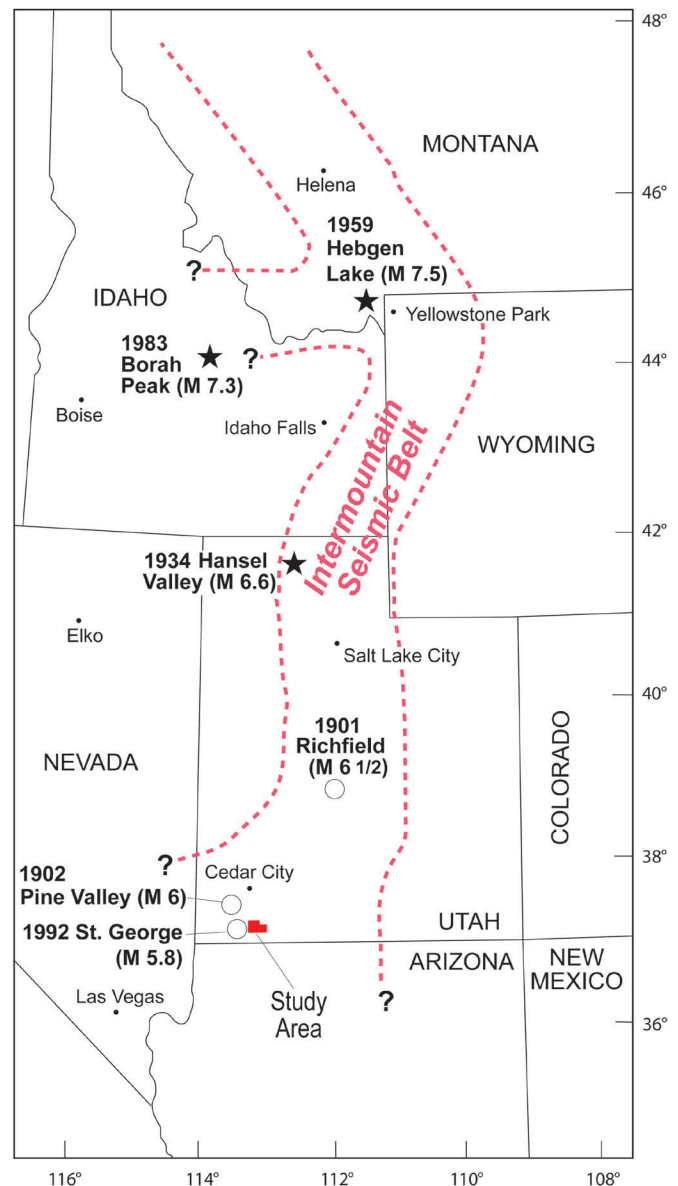 48°
MONTANA
Helena
46°
1959
Hebgen
Lake (M 7.5)
?
IDAHO
Yellowstone Park
1983
Borah
Peak (M 7.3)
?
44°
Boise
Idaho Falls
Intermountain
Seismic Belt
WYOMING
42°
1934 Hansel
Valley (M 6.6)
Elko
Salt Lake City
40°
1901
Richfield
(M 6 1/2)
NEVADA
COLORADO
?
38°
Cedar City
1902
Pine Valley (M 6)
1992 St. George
(M 5.8)
UTAH
ARIZONA
NEW
MEXICO
Las Vegas
Study
Area
?
36°
116°
114°
112°
110°
108°